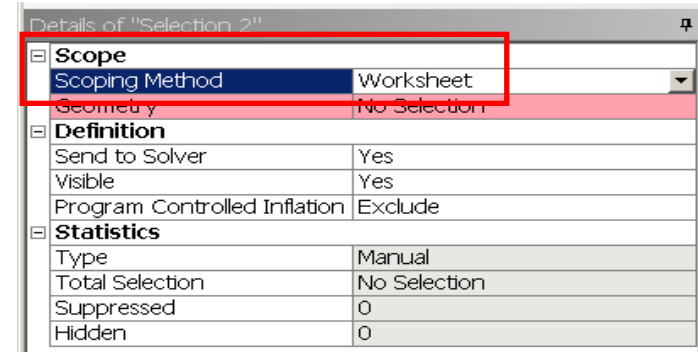 Details of "Selection 2"
Scope
Scoping Method Worksheet
Geometry No Selection
Definition
Send to Solver Yes
Visible Yes
Program Controlled Inflation Exclude
Statistics
Type Manual
Total Selection No Selection
Suppressed 0
Hidden 0